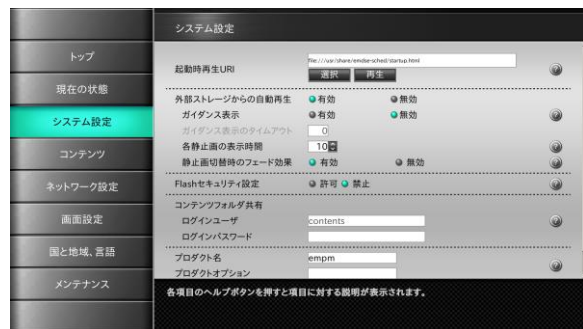 システム設定
トップ
現在の状態
システム設定
コンテンツ
ネットワーク設定
画面設定
国と地域、言語
メンテナンス
起動時再生URI
file:///usr/share/emdse-sched/startup.html
選択 再生
外部ストレージからの自動再生 有効 無効
ガイダンス表示 有効 無効
ガイダンス表示のタイムアウト 0
各静止画の表示時間 10
静止画切替時のフェード効果 有効 無効
Flashセキュリティ設定 許可 禁止
コンテンツフォルダ共有
ログインユーザ contents
ログインパスワード
プロダクト名 empm
プロダクトオプション
各項目のヘルプボタンを押すと項目に対する説明が表示されます。